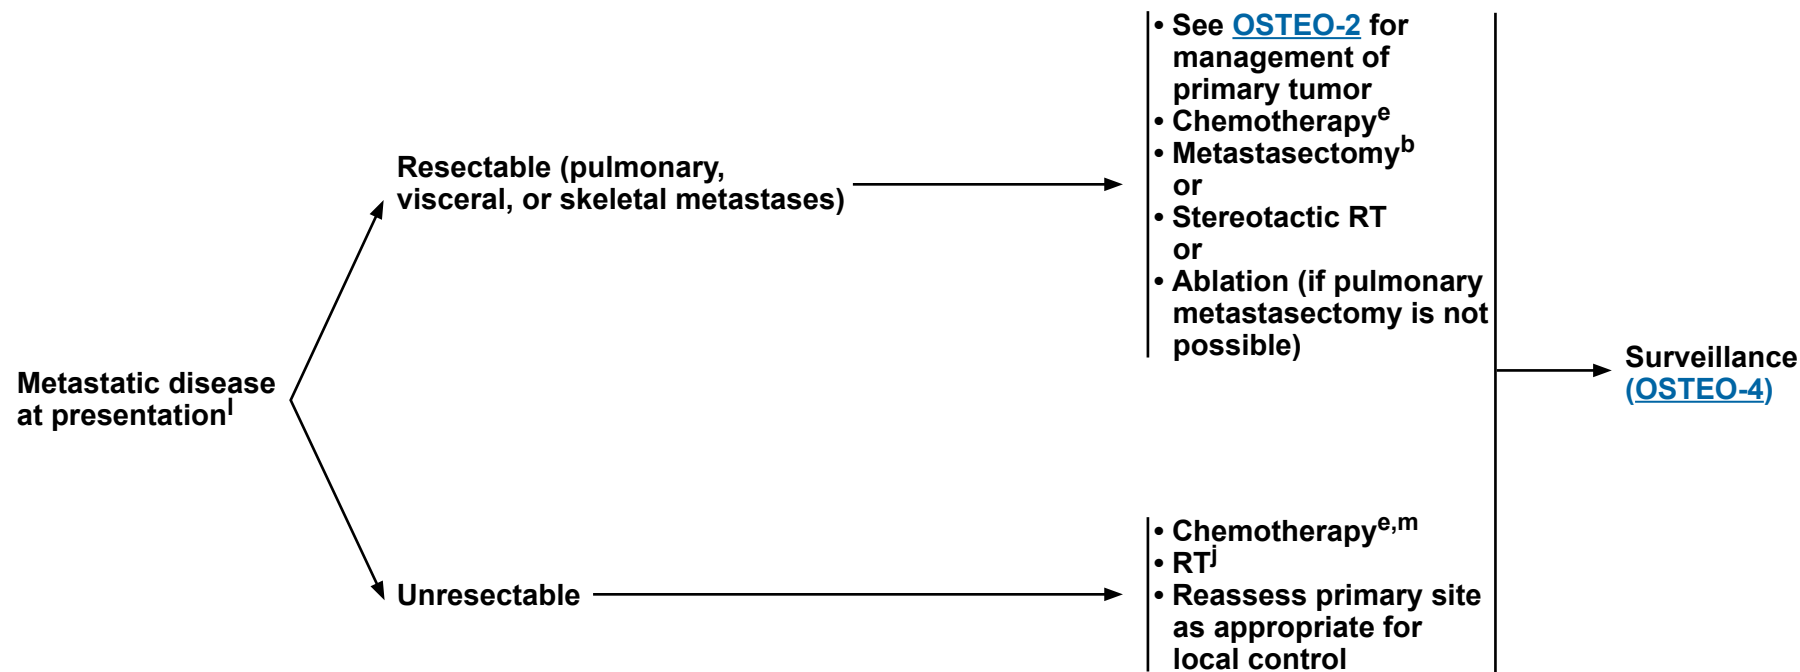 Metastatic disease
at presentationl
Resectable (pulmonary,
visceral, or skeletal metastases)
• See OSTEO-2 for
management of
primary tumor
• Chemotherapye
• Metastasectomyb
or
• Stereotactic RT
or
• Ablation (if pulmonary
metastasectomy is not
possible)
Unresectable
• Chemotherapye,m
• RTj
• Reassess primary site
as appropriate for
local control
Surveillance
(OSTEO-4)